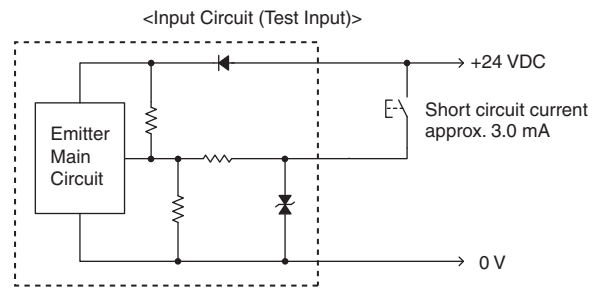 <Input Circuit (Test Input)>
+24 VDC
Short circuit current
approx. 3.0 mA
Emitter
Main
Circuit
0 V